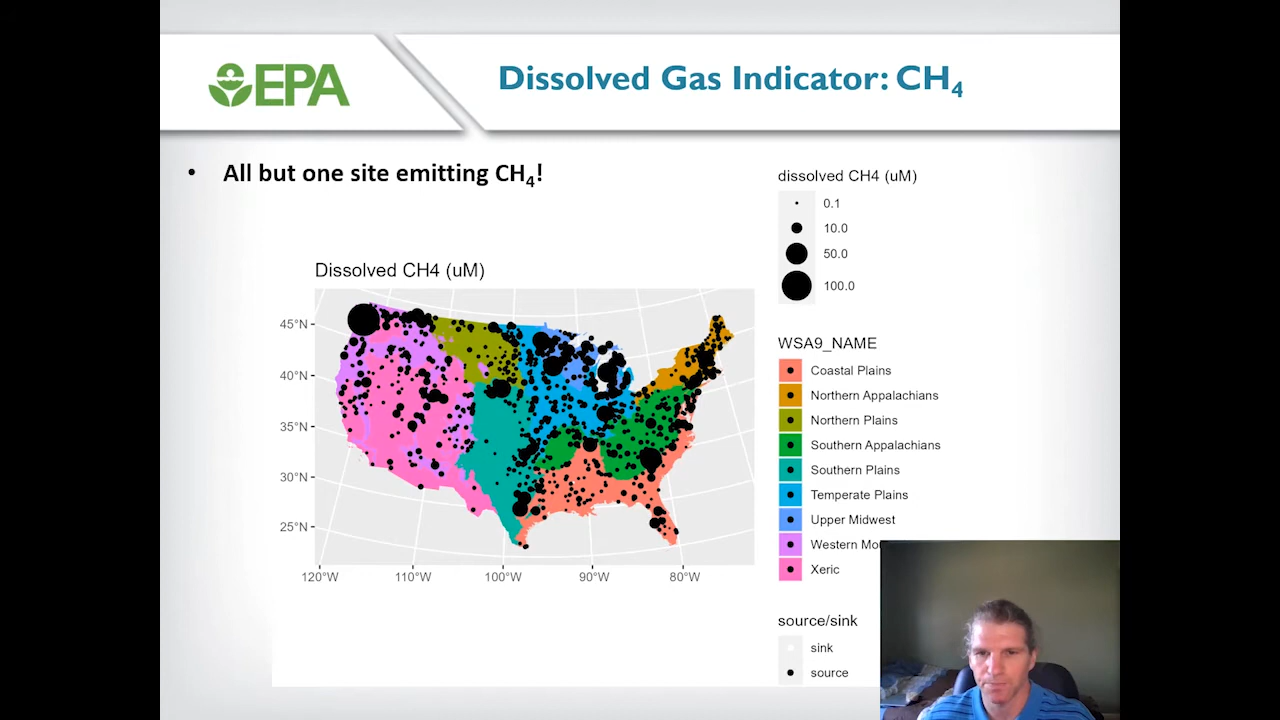 EPA
Dissolved Gas Indicator: CH4
• All but one site emitting CH4!
dissolved CH4 (uM)
0.1
10.0
50.0
100.0
Dissolved CH4 (uM)
45°N
40°N
35°N
30°N
25°N
120°W 110°W 100°W 90°W 80°W
WSA9_NAME
Coastal Plains
Northern Appalachians
Northern Plains
Southern Appalachians
Southern Plains
Temperate Plains
Upper Midwest
Western
Xeric
source/sink
sink
source